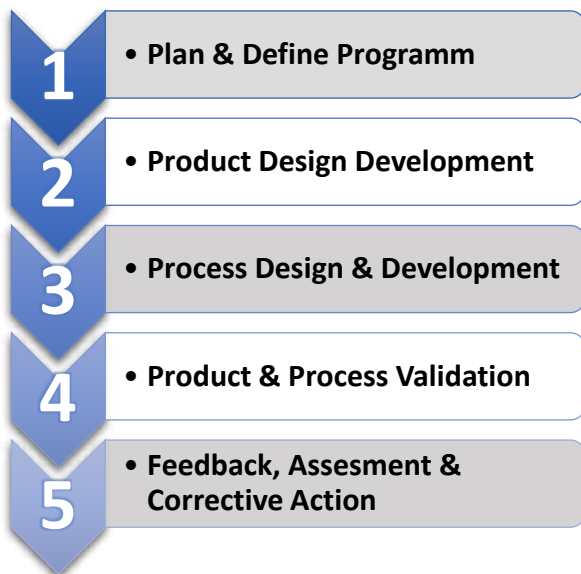 1
• Plan & Define Programm
2
• Product Design Development
3
• Process Design & Development
4
• Product & Process Validation
5
• Feedback, Assesment &
Corrective Action